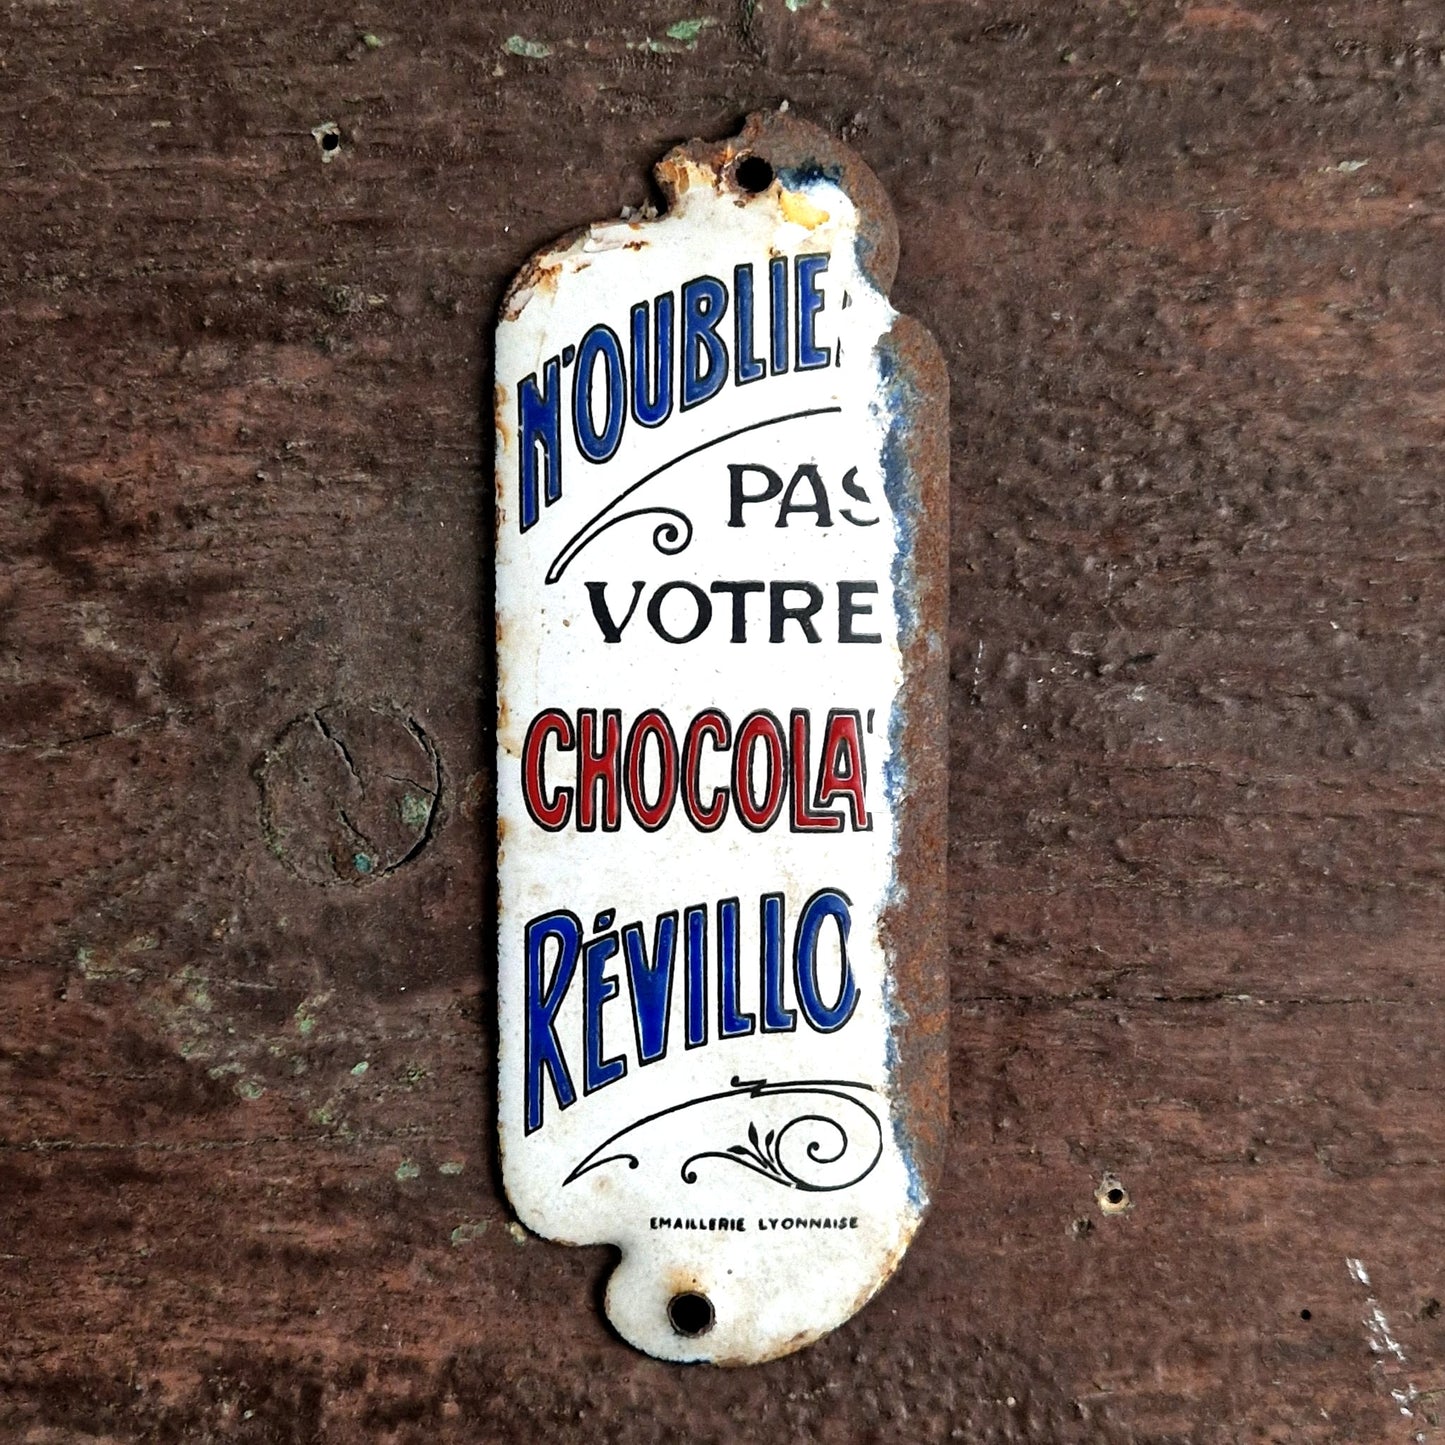 N'OUBLIE
PAS
VOTRE
CHOCOLA
RÉVILLO
EMAILLERIE LYONNAISE